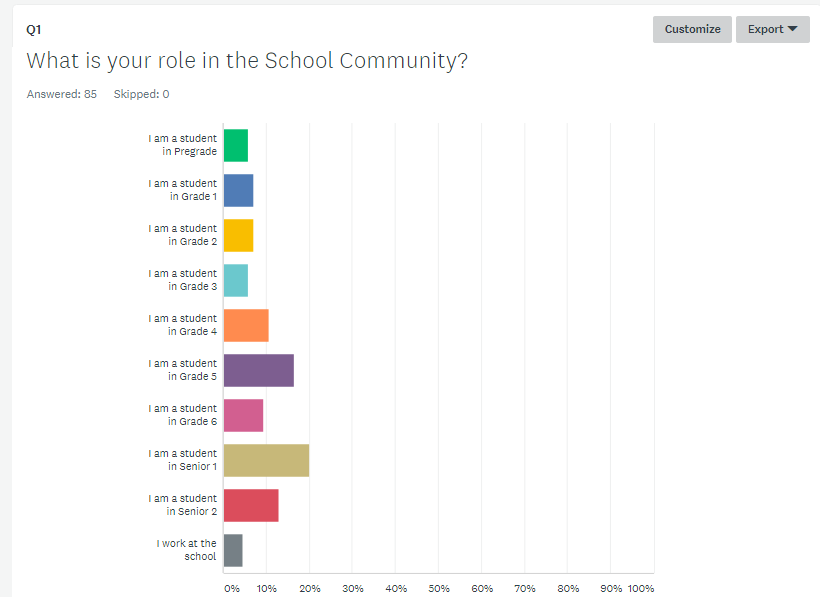 Q1
Customize
Export
What is your role in the School Community?
Answered: 85 Skipped: 0
I am a student
in Pregrade
I am a student
in Grade 1
I am a student
in Grade 2
I am a student
in Grade 3
I am a student
in Grade 4
I am a student
in Grade 5
I am a student
in Grade 6
I am a student
in Senior 1
I am a student
in Senior 2
I work at the
school
0% 10% 20% 30% 40% 50% 60% 70% 80% 90% 100%